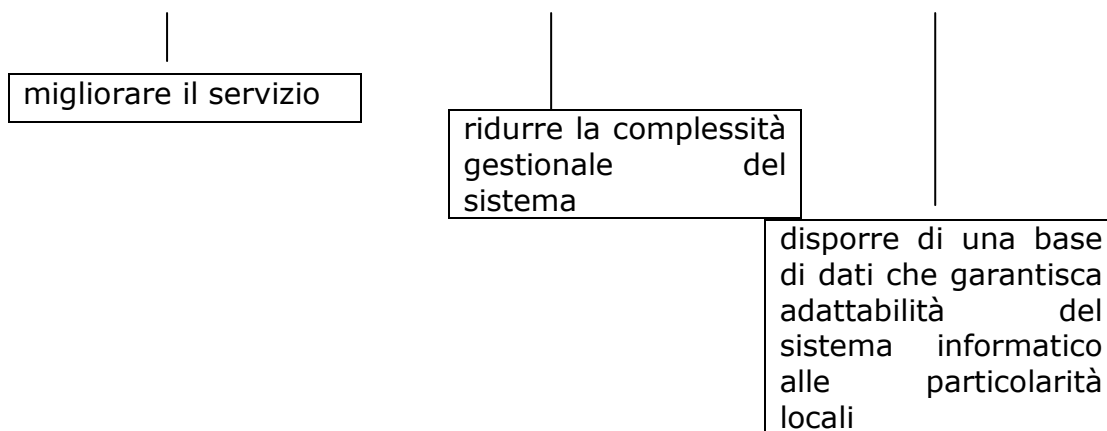 migliorare il servizio
ridurre la complessità
gestionale del
sistema
disporre di una base
di dati che garantisca
adattabilità del
sistema informatico
alle particolarità
locali